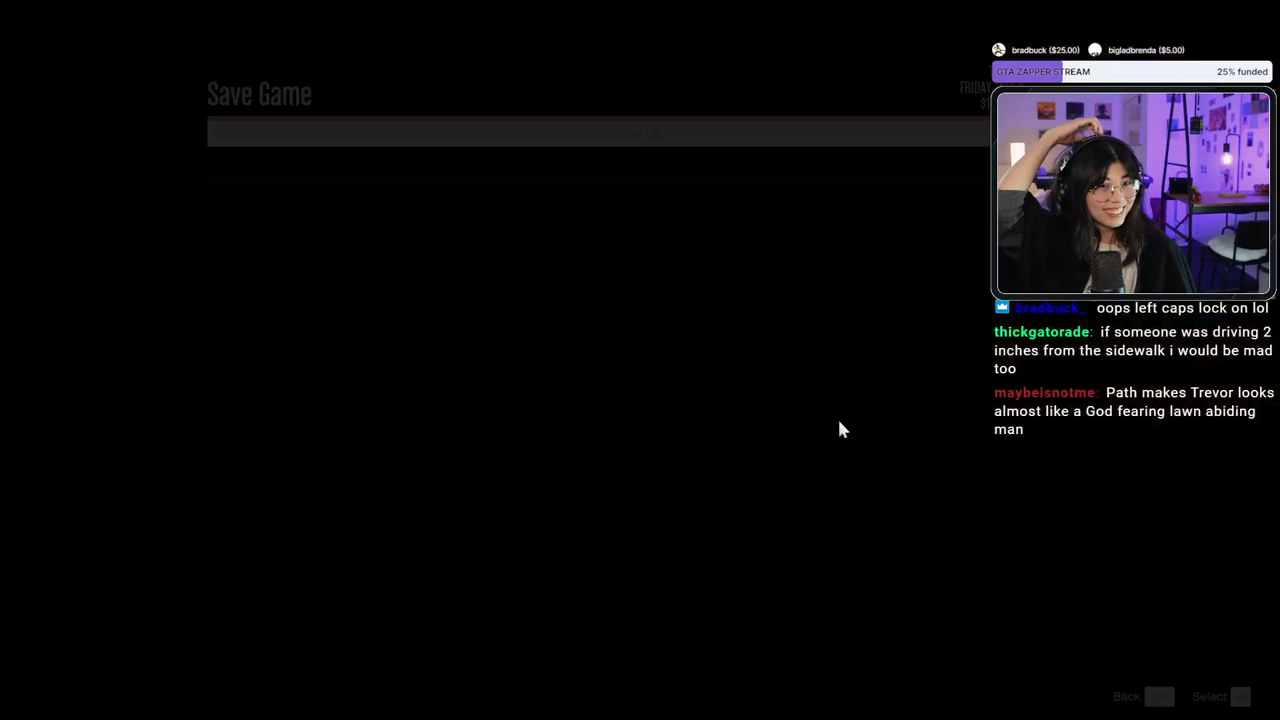 bradbuck ($25.00) bigladbrenda ($5.00)
GTA ZAPPER STREAM 25% funded
Save Game
FRIDAY
bradbuck_ oops left caps lock on lol
thickgatorade: if someone was driving 2
inches from the sidewalk i would be mad
too
maybeisnotme: Path makes Trevor looks
almost like a God fearing lawn abiding
man
Back Select